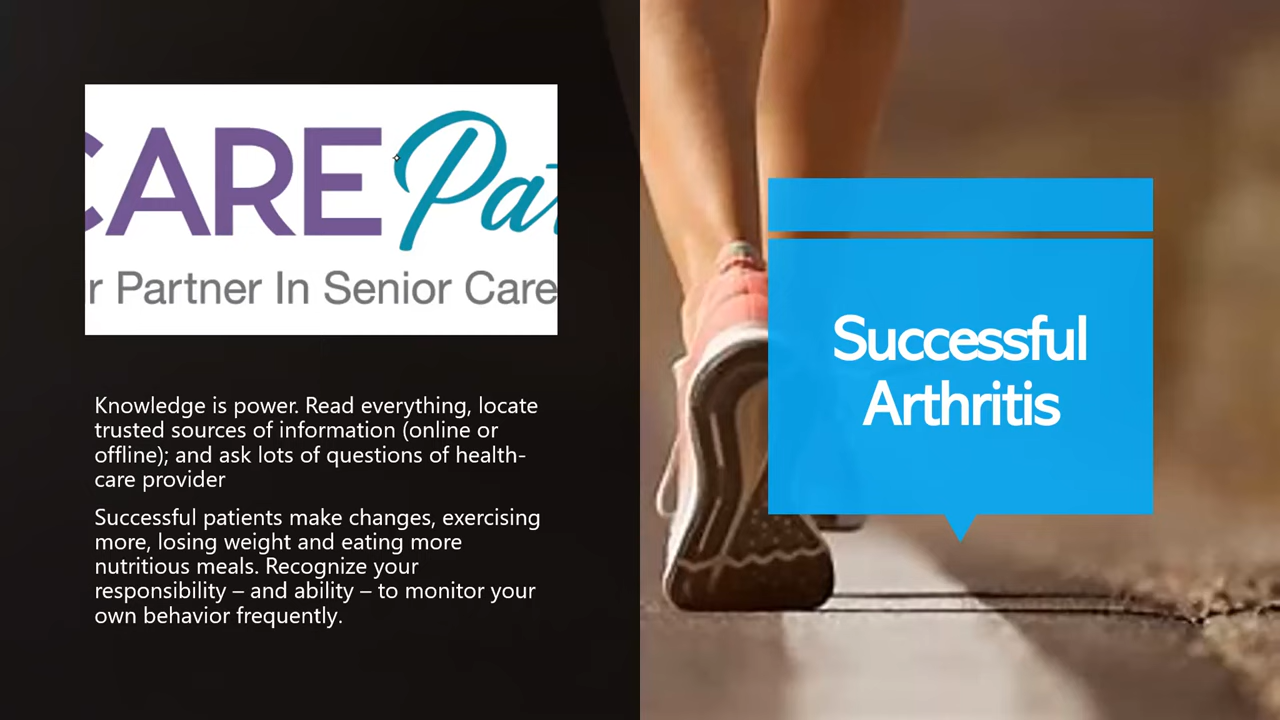 CARE Pa
r Partner In Senior Care
Knowledge is power. Read everything, locate
trusted sources of information (online or
offline); and ask lots of questions of health-
care provider
Successful patients make changes, exercising
more, losing weight and eating more
nutritious meals. Recognize your
responsibility – and ability – to monitor your
own behavior frequently.
Successful
Arthritis